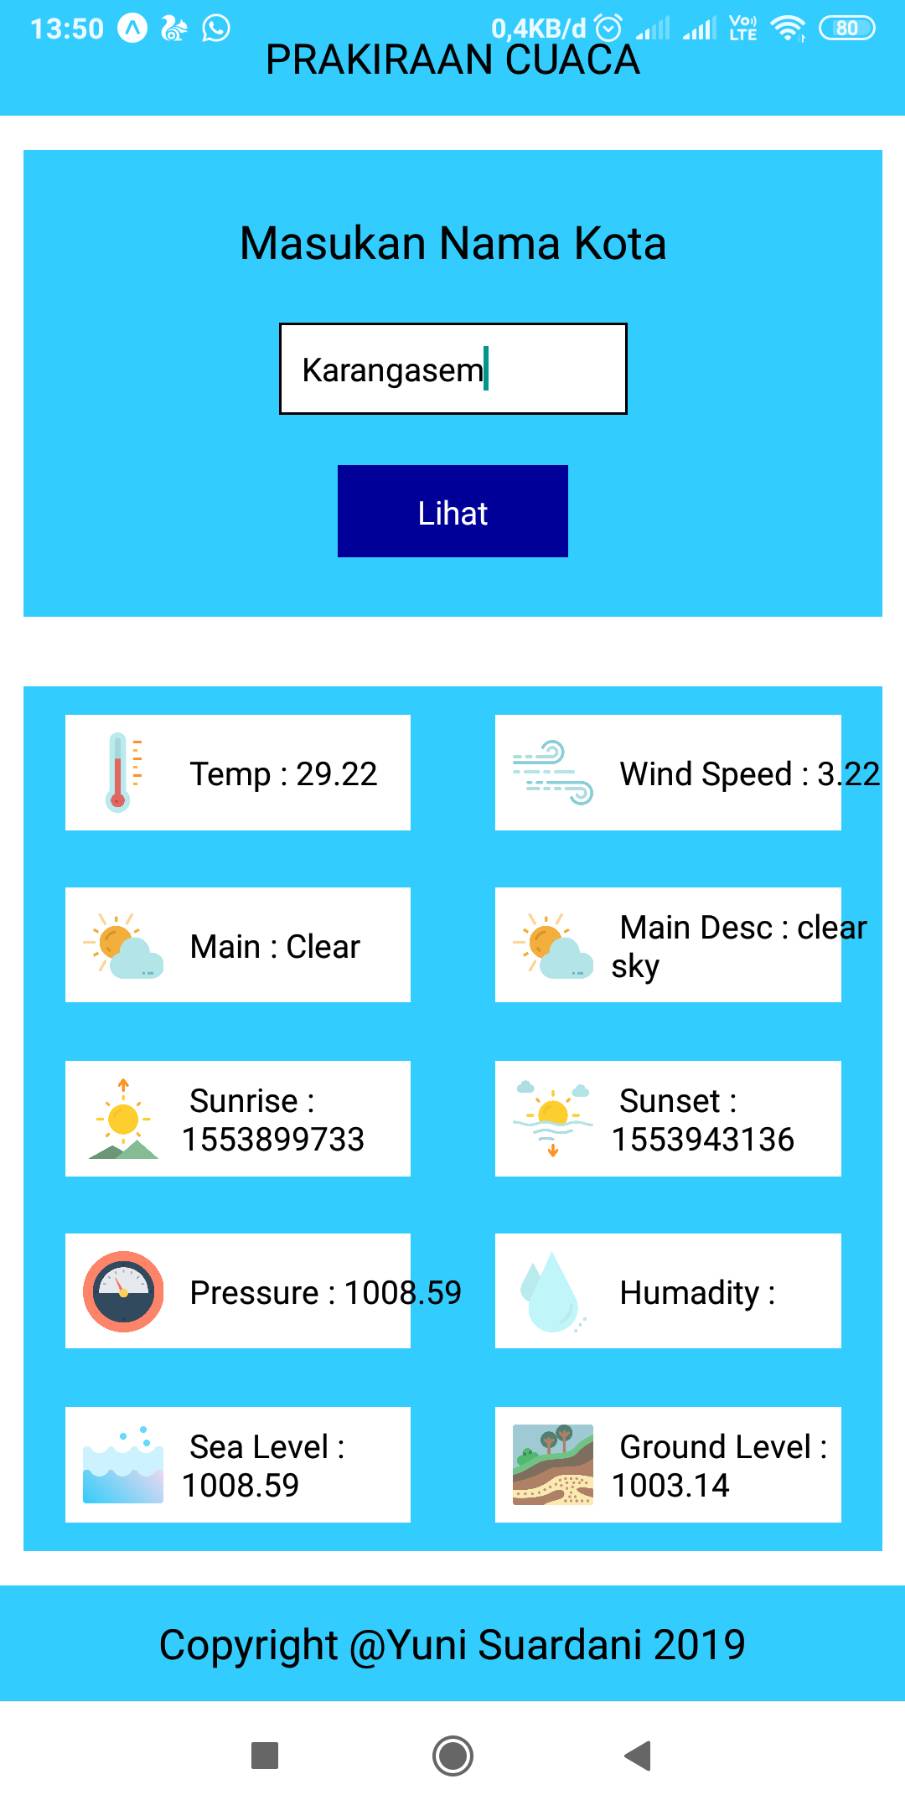 13:50 0,4KB/d Vo)) LTE 80
PRAKIRAAN CUACA
Masukan Nama Kota
Karangasem
Lihat
Temp : 29.22
Wind Speed : 3.22
Main : Clear
Main Desc : clear
sky
Sunrise :
1553899733
Sunset :
1553943136
Pressure : 1008.59
Humadity :
Sea Level :
1008.59
Ground Level :
1003.14
Copyright @Yuni Suardani 2019